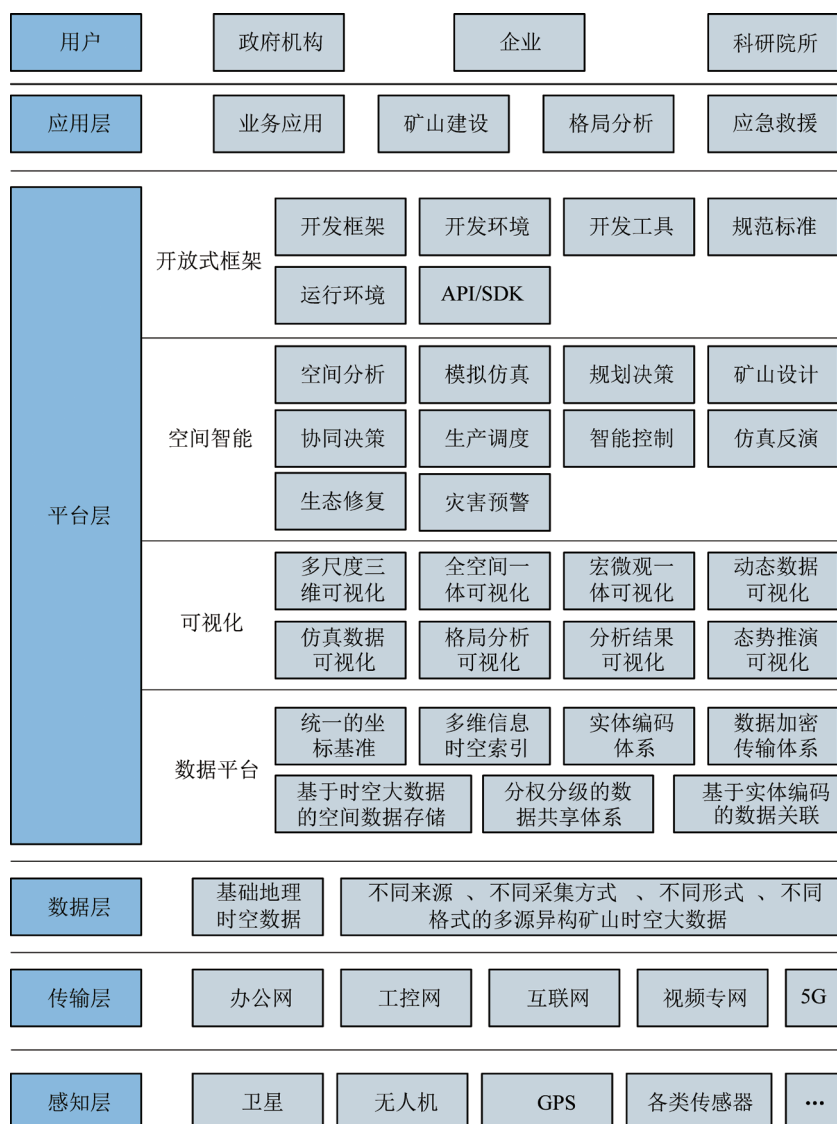 用户
政府机构
企业
科研院所
应用层
业务应用
矿山建设
格局分析
应急救援
平台层
开放式框架
开发框架
开发环境
开发工具
规范标准
运行环境
API/SDK
空间智能
空间分析
模拟仿真
规划决策
矿山设计
协同决策
生产调度
智能控制
仿真反演
生态修复
灾害预警
可视化
多尺度三
维可视化
全空间一
体可视化
宏微观一
体可视化
动态数据
可视化
仿真数据
可视化
格局分析
可视化
分析结果
可视化
态势推演
可视化
数据平台
统一的坐
标基准
多维信息
时空索引
实体编码
体系
数据加密
传输体系
基于时空大数据
的空间数据存储
分权分级的数
据共享体系
基于实体编码
的数据关联
数据层
基础地理
时空数据
不同来源 、不同采集方式 、不同形式 、不同
格式的多源异构矿山时空大数据
传输层
办公网
工控网
互联网
视频专网
5G
感知层
卫星
无人机
GPS
各类传感器
···